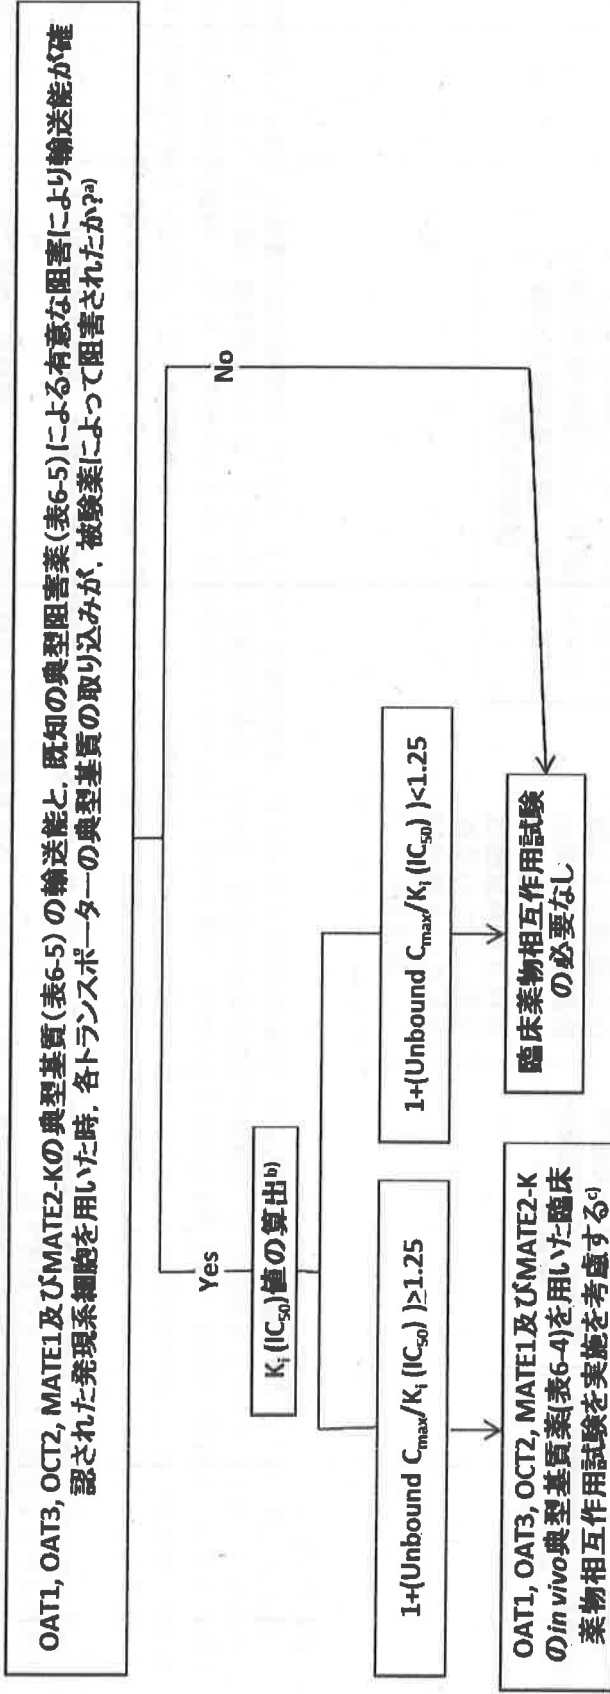 OAT1, OAT3, OCT2, MATE1及びMATE2-Kの典型基質(表6-5) の輸送能と, 既知の典型阻害薬(表6-5)による有意な阻害により輸送能が確
認された発現系細胞を用いた時, 各トランスポーターの典型基質の取り込みが, 被験薬によって阻害されたか?a)
Yes
No
Ki (IC50)値の算出b)
1+(Unbound Cmax/Ki (IC50) )≥1.25
1+(Unbound Cmax/Ki (IC50) )<1.25
OAT1, OAT3, OCT2, MATE1及びMATE2-K
のin vivo典型基質薬(表6-4)を用いた臨床
薬物相互作用試験を実施を考慮するc)
臨床薬物相互作用試験
の必要なし